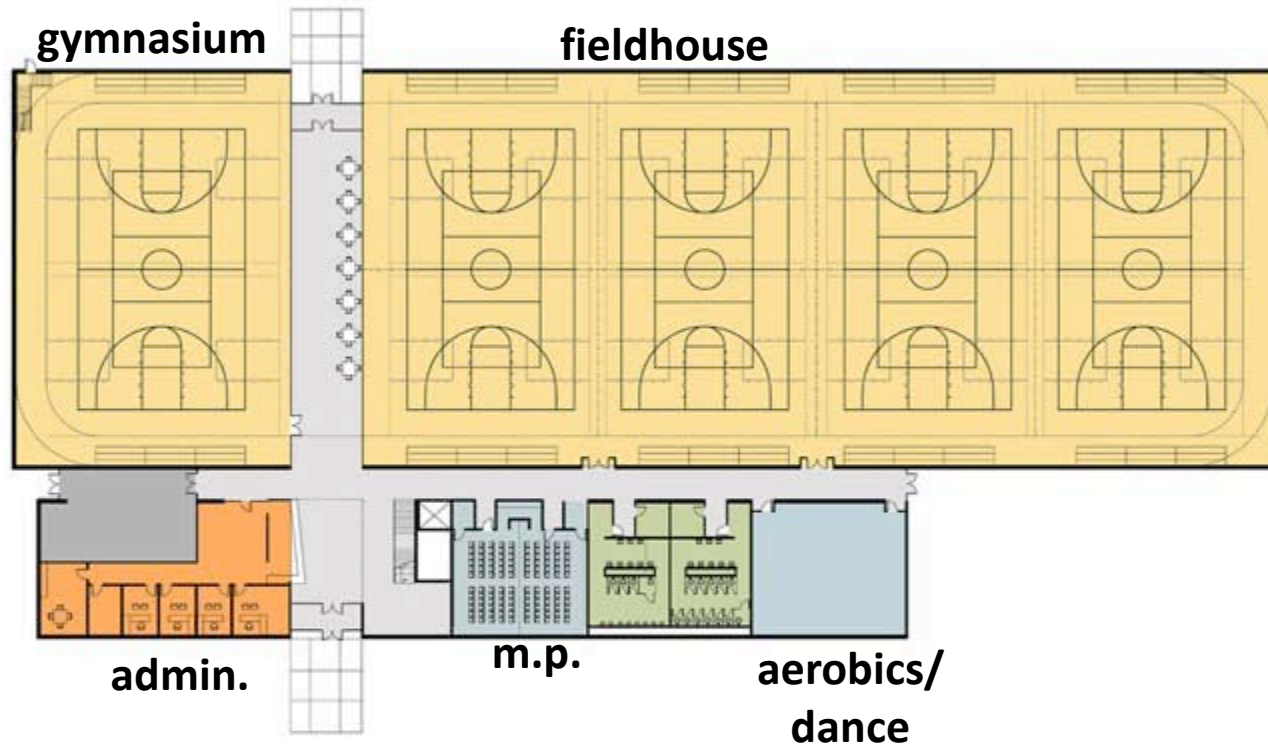 gymnasium
fieldhouse
admin.
m.p.
aerobics/
dance